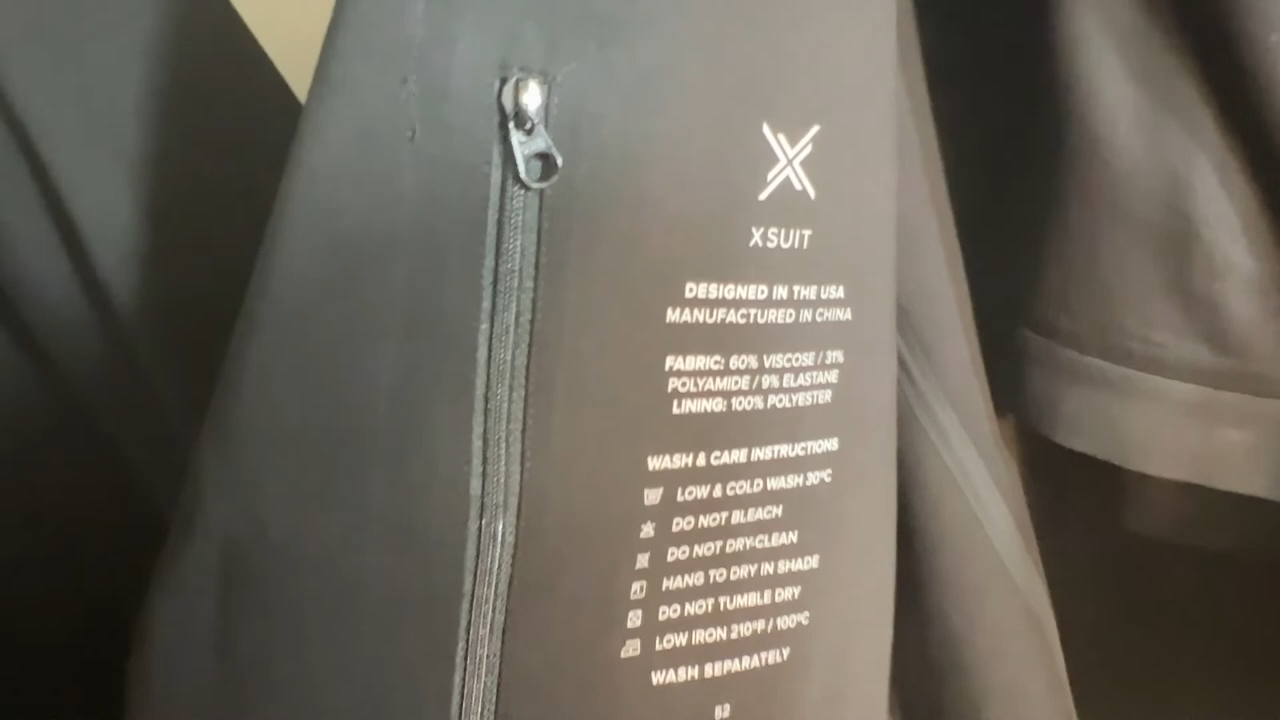 XSUIT
DESIGNED IN THE USA
MANUFACTURED IN CHINA
FABRIC: 60% VISCOSE / 31%
POLYAMIDE / 9% ELASTANE
LINING: 100% POLYESTER
WASH & CARE INSTRUCTIONS
LOW & COLD WASH 30°C
DO NOT BLEACH
DO NOT DRY-CLEAN
HANG TO DRY IN SHADE
DO NOT TUMBLE DRY
LOW IRON 210°F / 100°C
WASH SEPARATELY
52